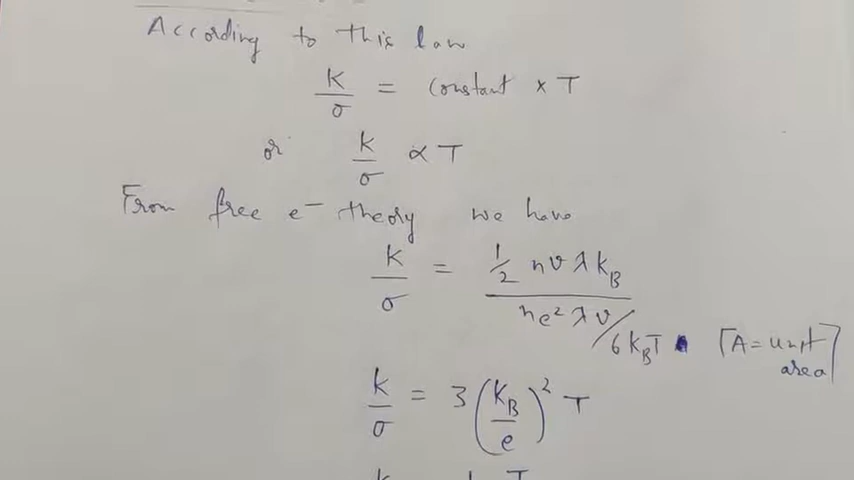 According to this law
K/σ = constant × T
or K/σ ∝ T
From free e⁻ theory we have
K/σ = ½ nvλK_B / (ne²λv/6K_BT) [A = unit area]
K/σ = 3(K_B/e)² T